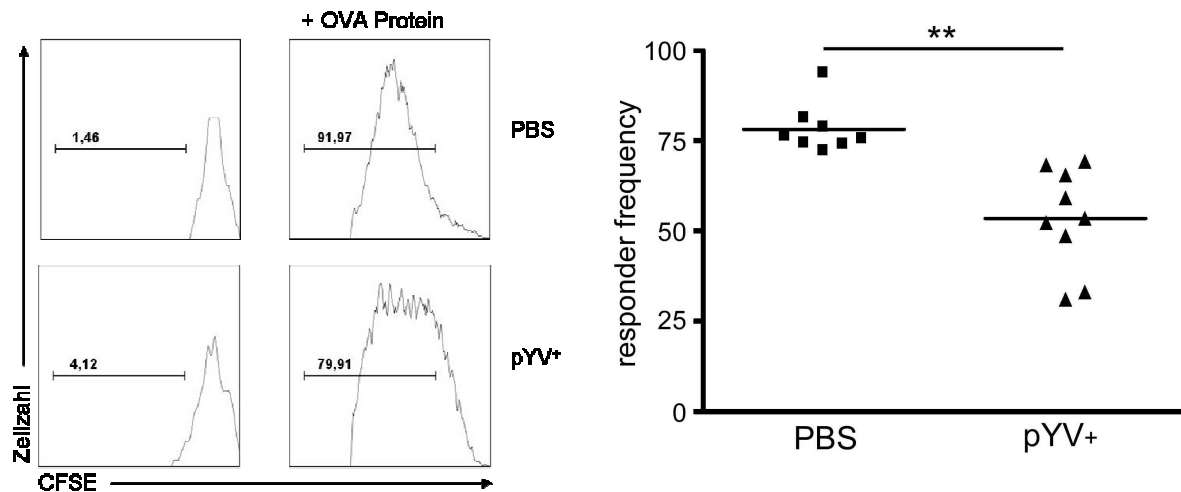 + OVA Protein
1,46
91,97
PBS
4,12
79,91
pYV+
Zellzahl
CFSE
**
100
75
50
25
0
responder frequency
PBS
pYV+